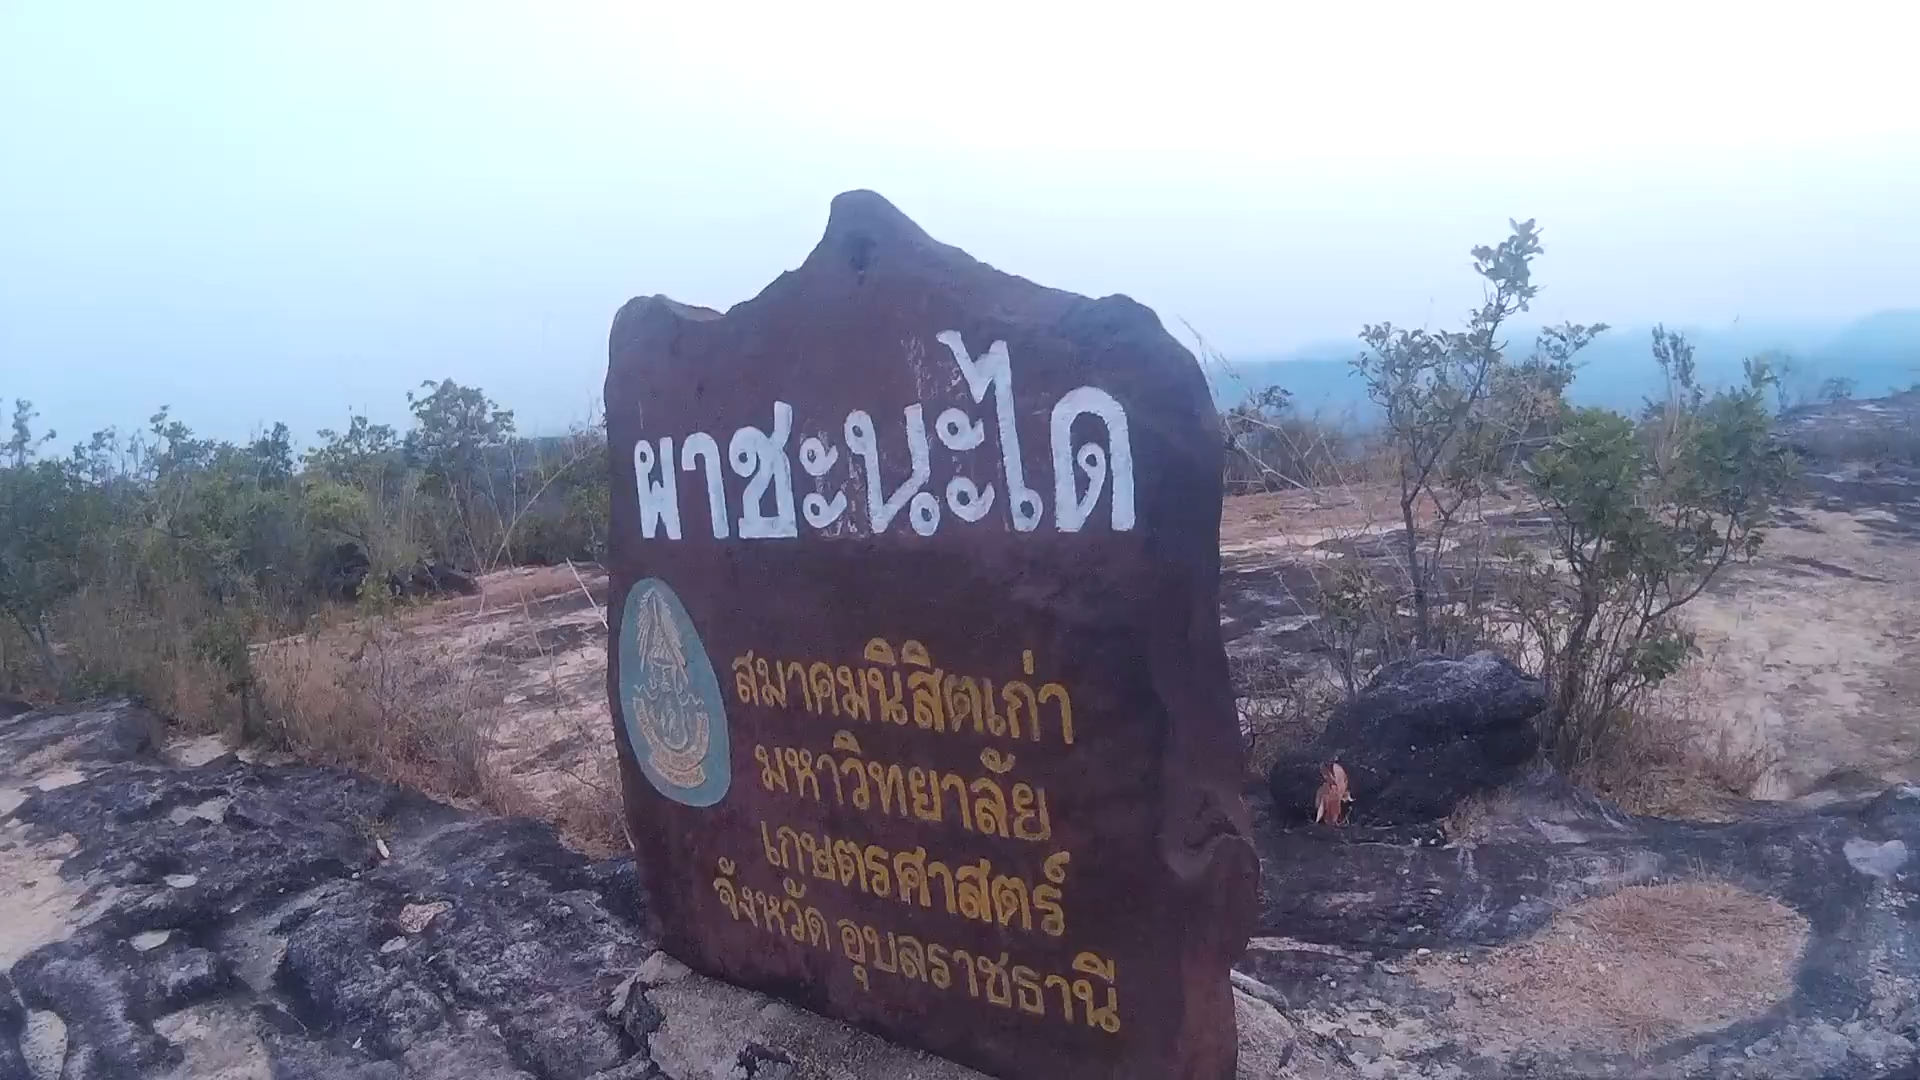 ผาชะนะได
สมาคมนิสิตเก่า
มหาวิทยาลัย
เกษตรศาสตร์
จังหวัด อุบลราชธานี